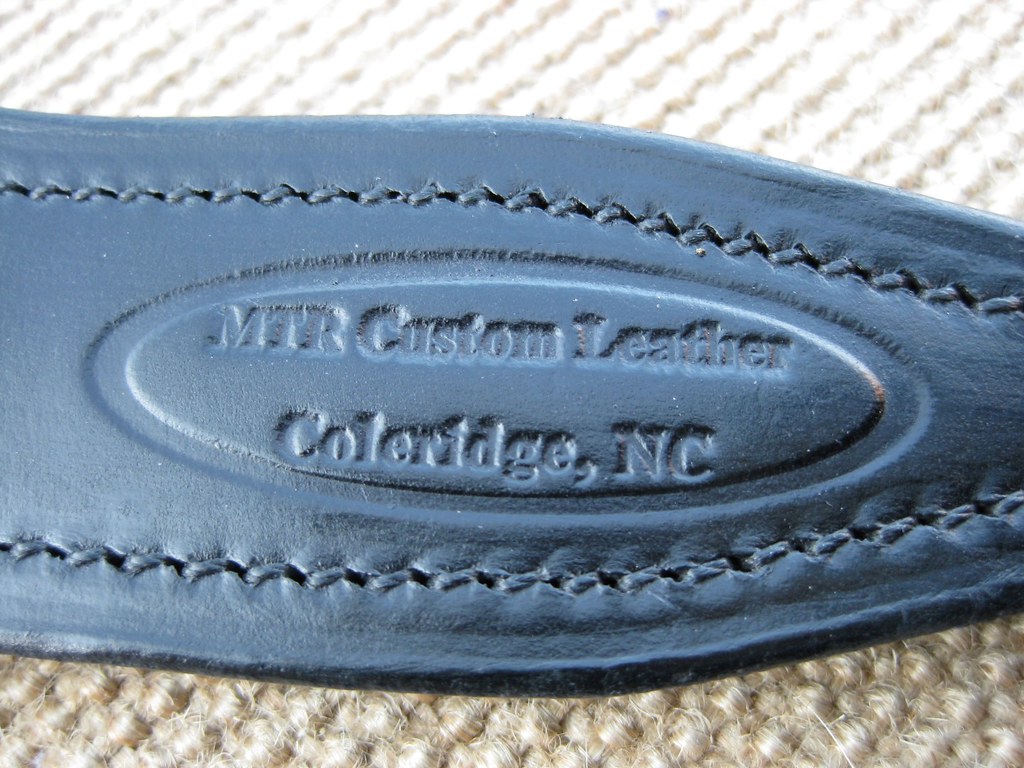 MTR Custom Leather
Coleridge, NC